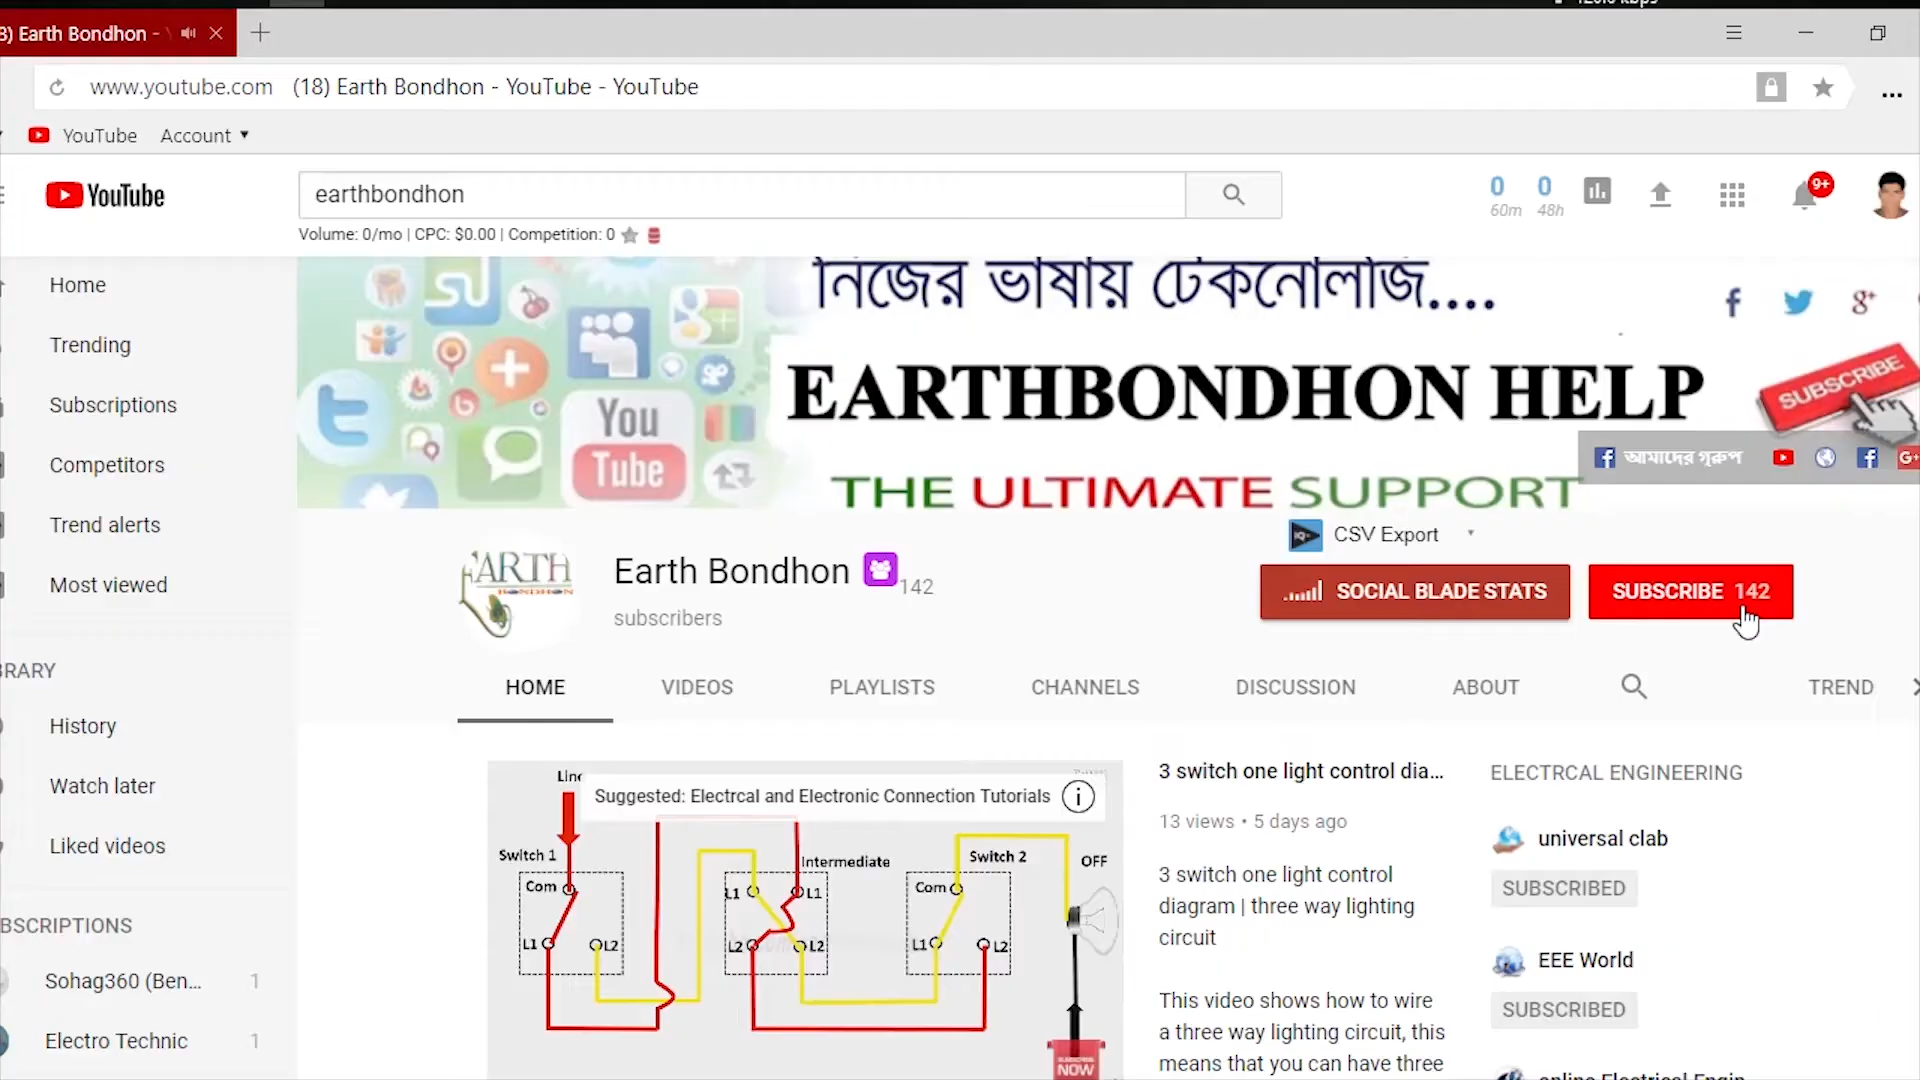 3) Earth Bondhon -
www.youtube.com (18) Earth Bondhon - YouTube - YouTube
YouTube Account
YouTube
earthbondhon
0 0
60m 48h
9+
Volume: 0/mo | CPC: $0.00 | Competition: 0
Home
Trending
Subscriptions
Competitors
Trend alerts
Most viewed
BRARY
History
Watch later
Liked videos
BSCRIPTIONS
Sohag360 (Ben... 1
Electro Technic 1
নিজের ভাষায় টেকনোলজি....
EARTHBONDHON HELP
THE ULTIMATE SUPPORT
You
Tube
SUBSCRIBE
আমাদের গ্রুপ
CSV Export
EARTH
BONDHON
Earth Bondhon 142
subscribers
SOCIAL BLADE STATS
SUBSCRIBE 142
HOME VIDEOS PLAYLISTS CHANNELS DISCUSSION ABOUT TREND
Line
Suggested: Electrcal and Electronic Connection Tutorials
Switch 1 Intermediate Switch 2 OFF
Com L1 L1 Com
L1 L2 L2 L2 L1 L2
SUBSCRIBE
NOW
3 switch one light control dia...
13 views • 5 days ago
3 switch one light control
diagram | three way lighting
circuit
This video shows how to wire
a three way lighting circuit, this
means that you can have three
ELECTRCAL ENGINEERING
universal clab
SUBSCRIBED
EEE World
SUBSCRIBED
online Electrical Engin